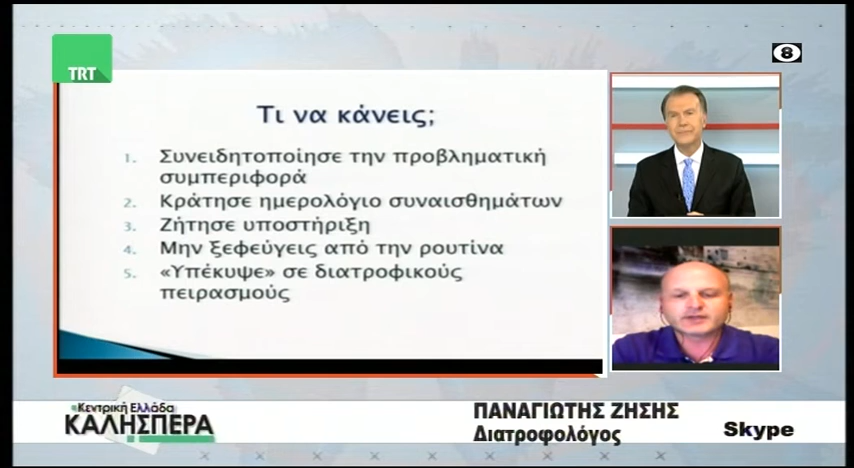 TRT
8
Τι να κάνεις;
1. Συνειδητοποίησε την προβληματική
συμπεριφορά
2. Κράτησε ημερολόγιο συναισθημάτων
3. Ζήτησε υποστήριξη
4. Μην ξεφεύγεις από την ρουτίνα
5. «Υπέκυψε» σε διατροφικούς
πειρασμούς
Κεντρική Ελλάδα
ΚΑΛΗΣΠΕΡΑ
ΠΑΝΑΓΙΩΤΗΣ ΖΗΣΗΣ
Διατροφολόγος
Skype